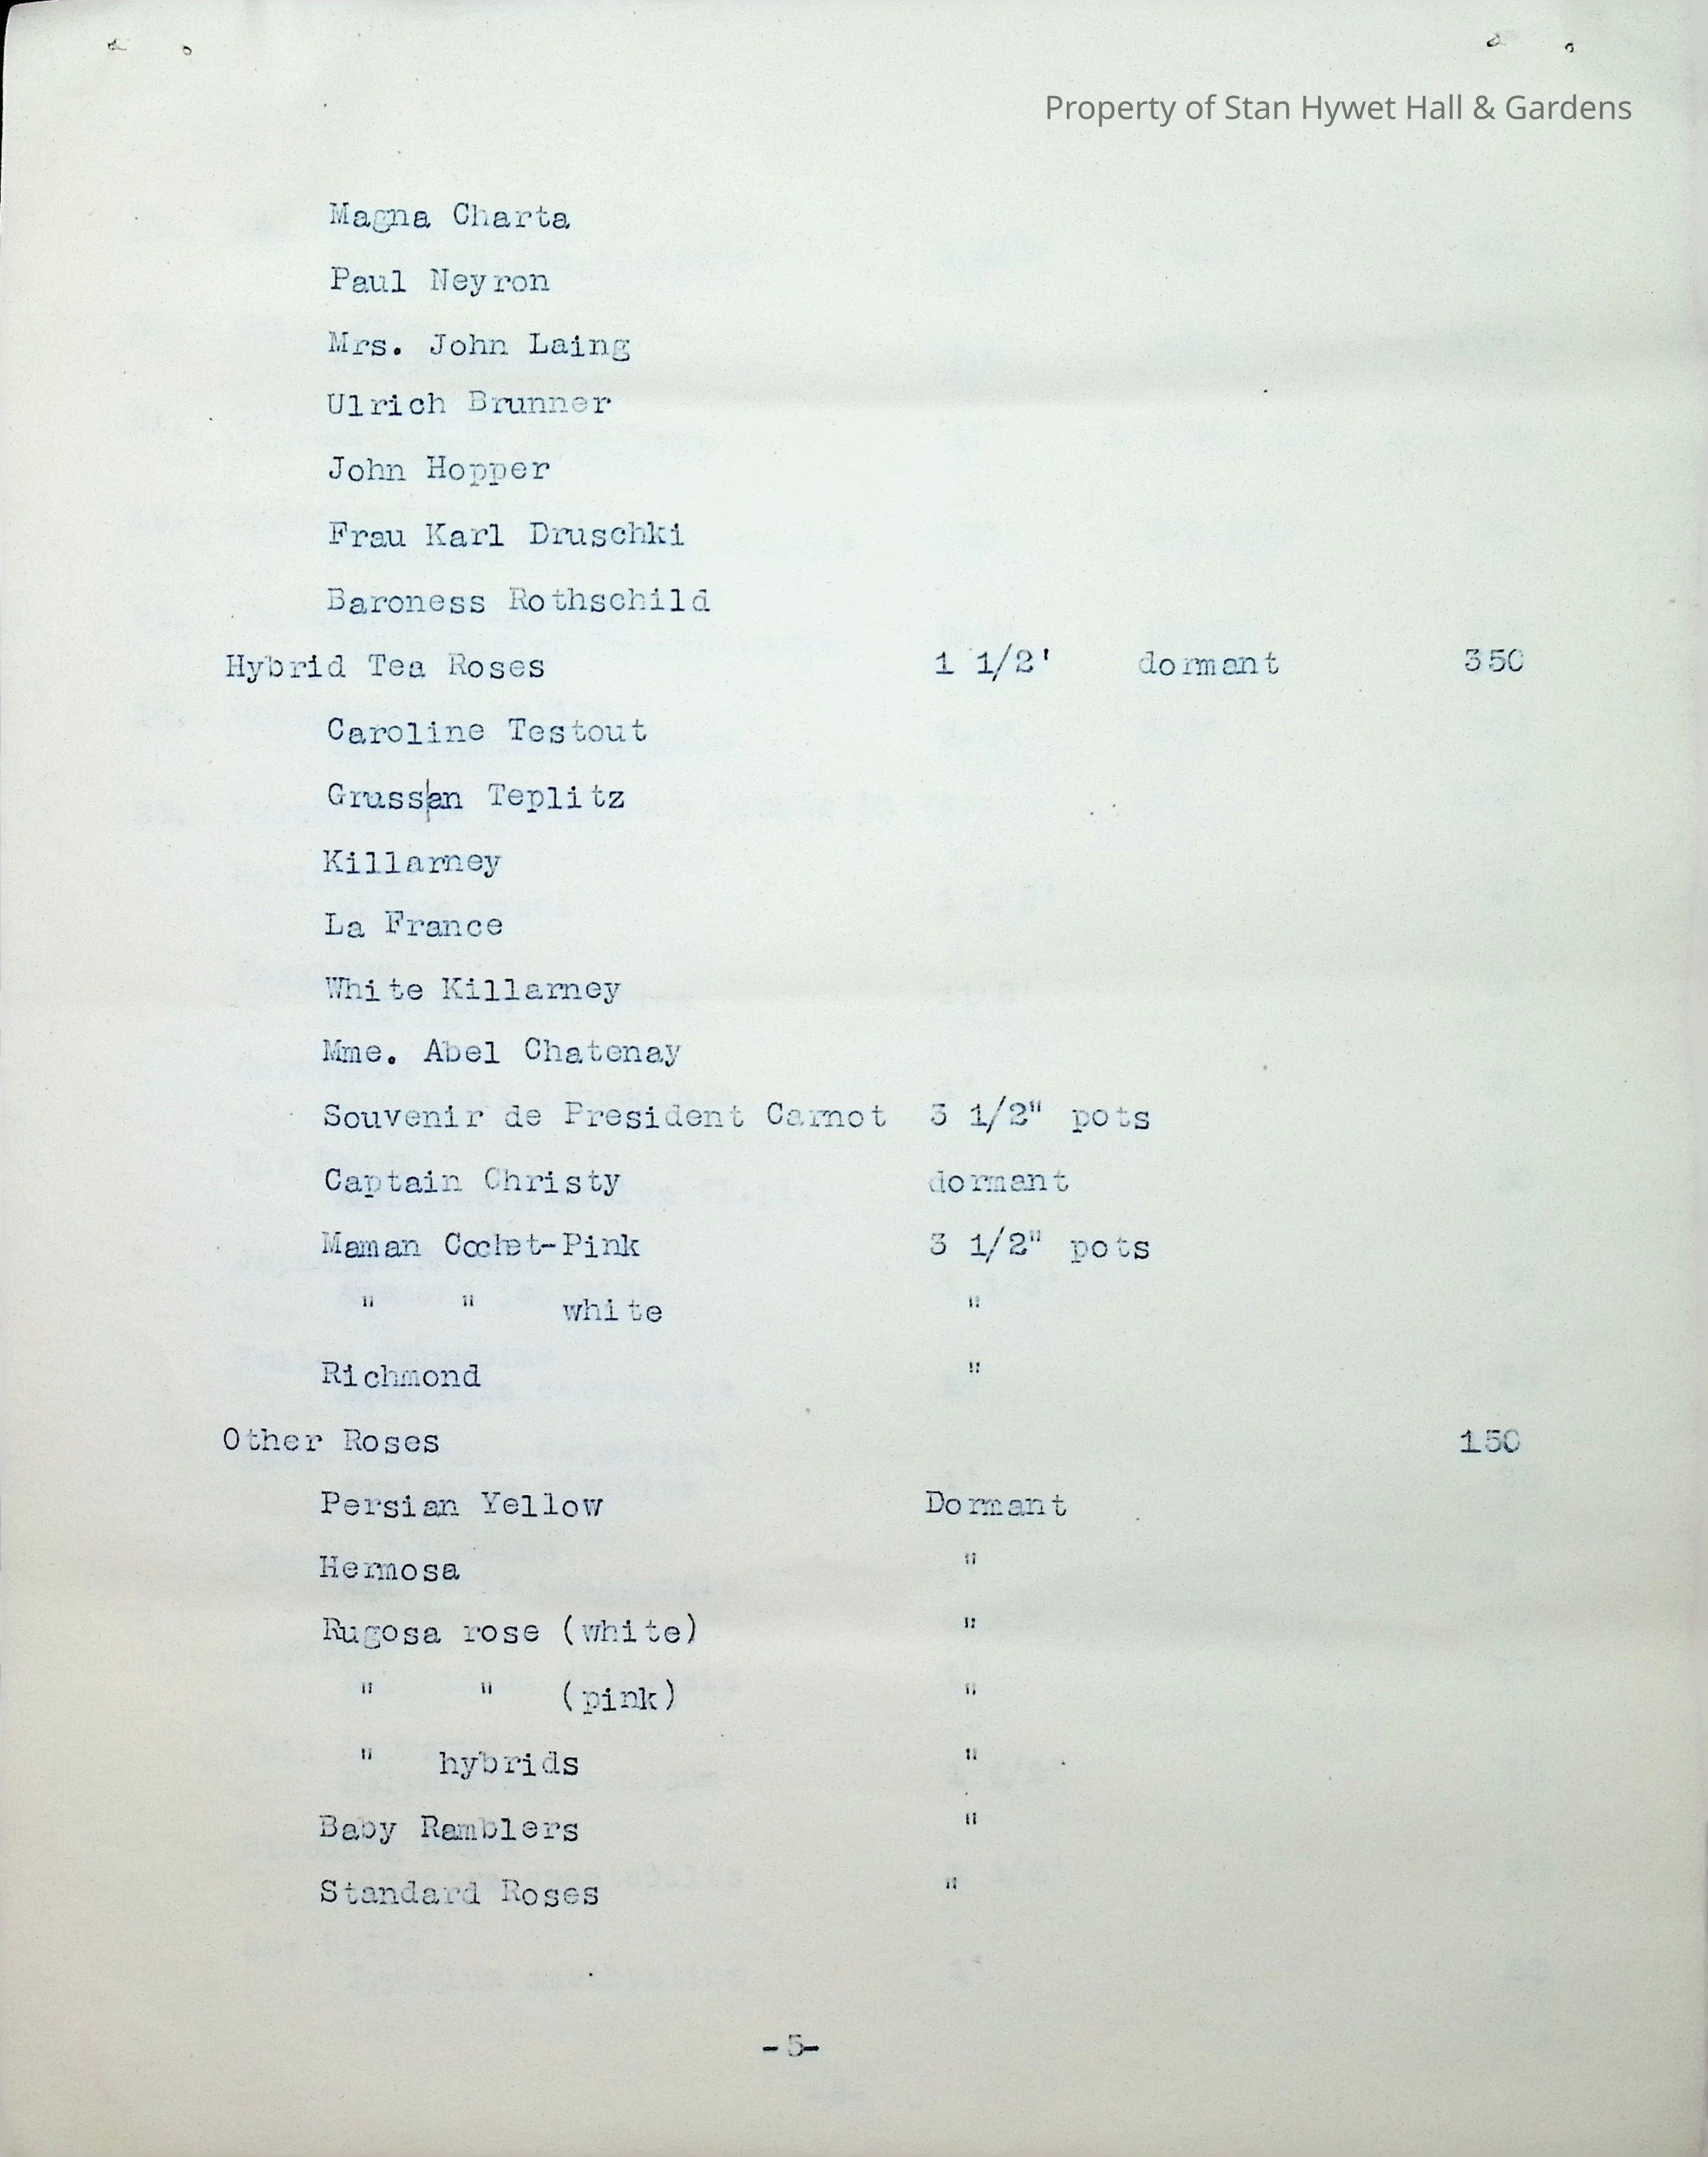 Property of Stan Hywet Hall & Gardens
Magna Charta
Paul Neyron
Mrs. John Laing
Ulrich Brunner
John Hopper
Frau Karl Druschki
Baroness Rothschild
Hybrid Tea Roses 1 1/2' dormant 350
Caroline Testout
Gruss|an Teplitz
Killarney
La France
White Killarney
Mme. Abel Chatenay
Souvenir de President Carnot 3 1/2" pots
Captain Christy dormant
Maman Cochet-Pink 3 1/2" pots
" " white "
Richmond "
Other Roses 150
Persian Yellow Dormant
Hermosa "
Rugosa rose (white) "
" " (pink) "
" hybrids "
Baby Ramblers "
Standard Roses "
-5-